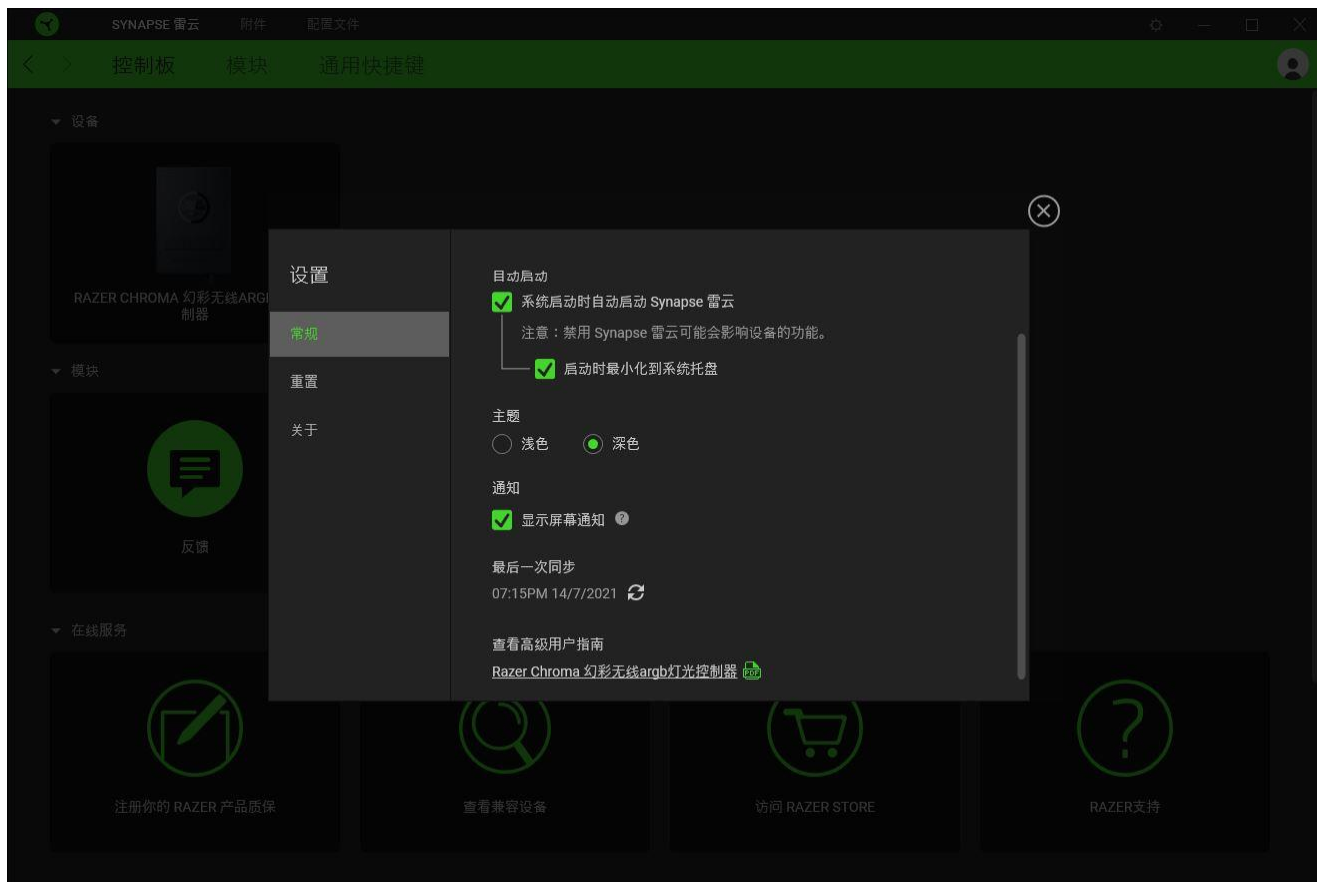 SYNAPSE 雷云
附件
配置文件
控制板
模块
通用快捷键
设备
RAZER CHROMA 幻彩无线ARGB
制器
模块
反馈
在线服务
注册你的 RAZER 产品质保
查看兼容设备
访问 RAZER STORE
RAZER支持
设置
常规
重置
关于
自动启动
系统启动时自动启动 Synapse 雷云
注意：禁用 Synapse 雷云可能会影响设备的功能。
启动时最小化到系统托盘
主题
浅色
深色
通知
显示屏幕通知
最后一次同步
07:15PM 14/7/2021
查看高级用户指南
Razer Chroma 幻彩无线argb灯光控制器
PDF